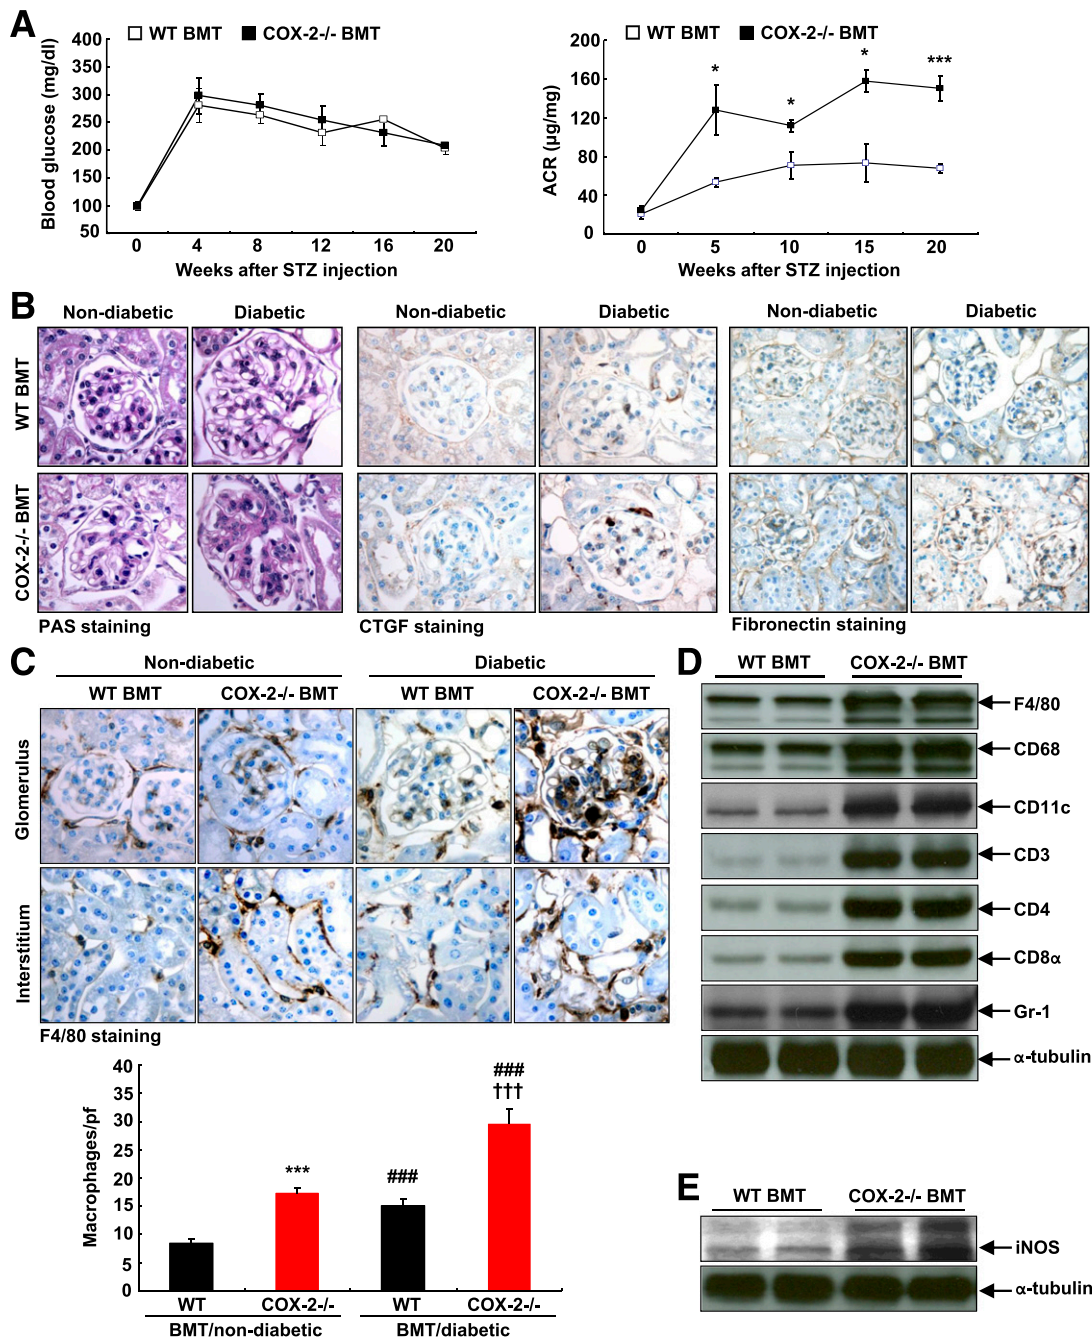 A
WT BMT
COX-2-/- BMT
Blood glucose (mg/dl)
400
350
300
250
200
150
100
50
0
4
8
12
16
20
Weeks after STZ injection
WT BMT
COX-2-/- BMT
ACR (µg/mg)
200
160
120
80
40
0
*
*
*
***
0
5
10
15
20
Weeks after STZ injection
B
Non-diabetic
Diabetic
Non-diabetic
Diabetic
Non-diabetic
Diabetic
WT BMT
COX-2-/- BMT
PAS staining
CTGF staining
Fibronectin staining
C
Non-diabetic
Diabetic
WT BMT
COX-2-/- BMT
WT BMT
COX-2-/- BMT
Glomerulus
Interstitium
F4/80 staining
Macrophages/pf
40
35
30
25
20
15
10
5
0
***
###
###
†††
WT
COX-2-/-
WT
COX-2-/-
BMT/non-diabetic
BMT/diabetic
D
WT BMT
COX-2-/- BMT
F4/80
CD68
CD11c
CD3
CD4
CD8α
Gr-1
α-tubulin
E
WT BMT
COX-2-/- BMT
iNOS
α-tubulin